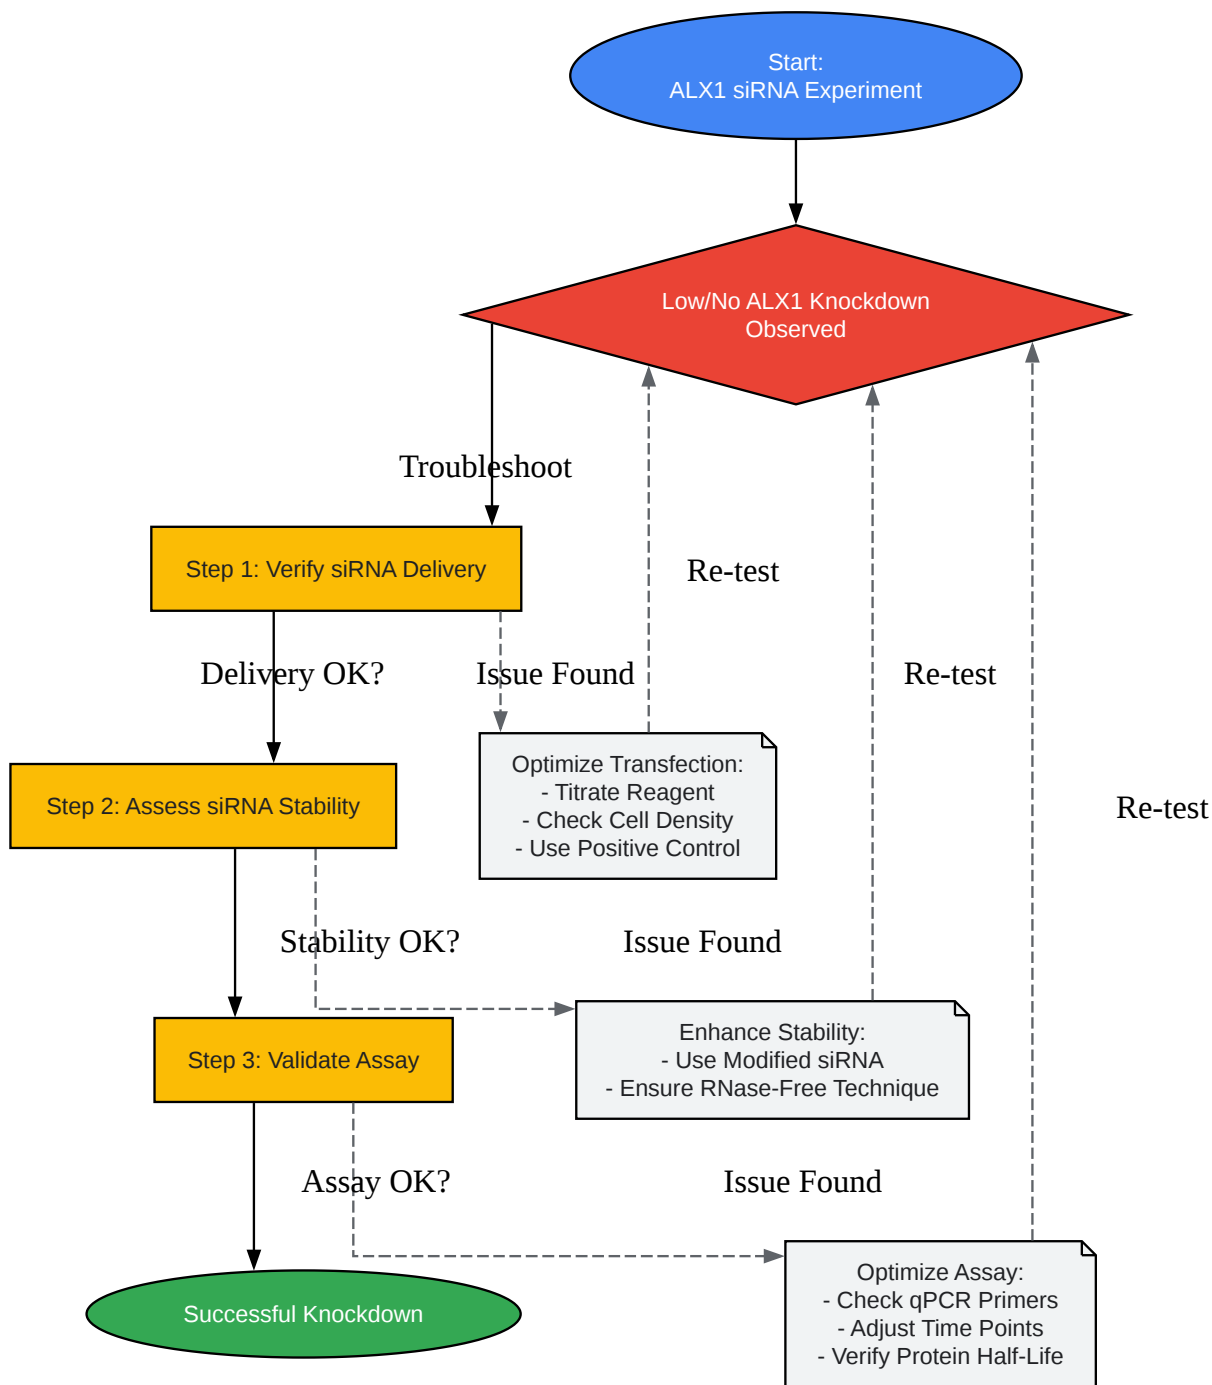 Start:
ALX1 siRNA Experiment
Low/No ALX1 Knockdown
Observed
Troubleshoot
Step 1: Verify siRNA Delivery
Re-test
Delivery OK?
Issue Found
Re-test
Optimize Transfection:
- Titrate Reagent
- Check Cell Density
- Use Positive Control
Step 2: Assess siRNA Stability
Re-test
Stability OK?
Issue Found
Enhance Stability:
- Use Modified siRNA
- Ensure RNase-Free Technique
Step 3: Validate Assay
Assay OK?
Issue Found
Optimize Assay:
- Check qPCR Primers
- Adjust Time Points
- Verify Protein Half-Life
Successful Knockdown